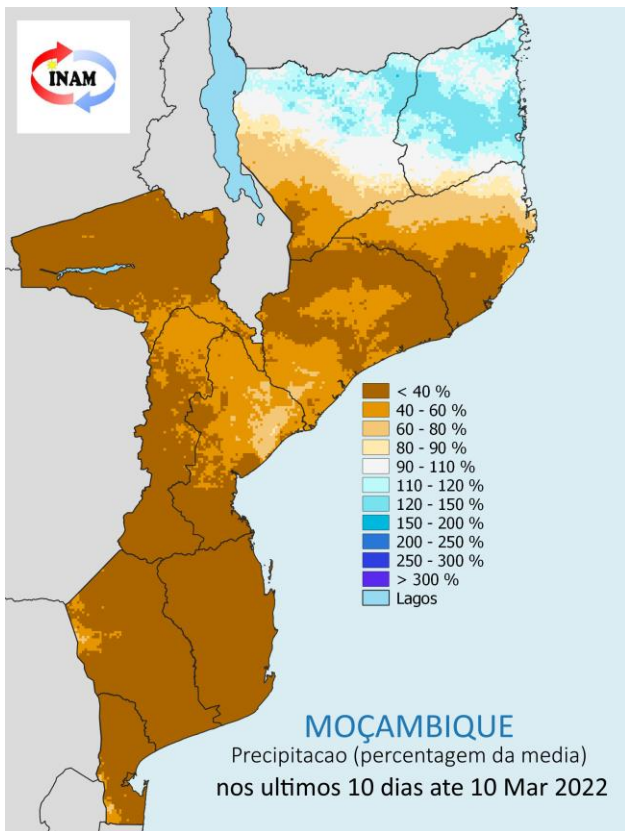 INAM
< 40 %
40 - 60 %
60 - 80 %
80 - 90 %
90 - 110 %
110 - 120 %
120 - 150 %
150 - 200 %
200 - 250 %
250 - 300 %
> 300 %
Lagos
MOÇAMBIQUE
Precipitacao (percentagem da media)
nos ultimos 10 dias ate 10 Mar 2022